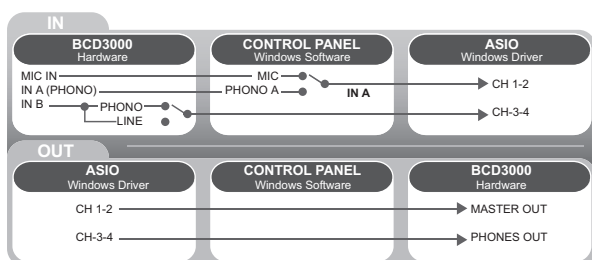 IN
BCD3000
Hardware
CONTROL PANEL
Windows Software
ASIO
Windows Driver
MIC IN
IN A (PHONO)
IN B
PHONO
LINE
MIC
PHONO A
IN A
CH 1-2
CH-3-4
OUT
ASIO
Windows Driver
CONTROL PANEL
Windows Software
BCD3000
Hardware
CH 1-2
MASTER OUT
CH-3-4
PHONES OUT